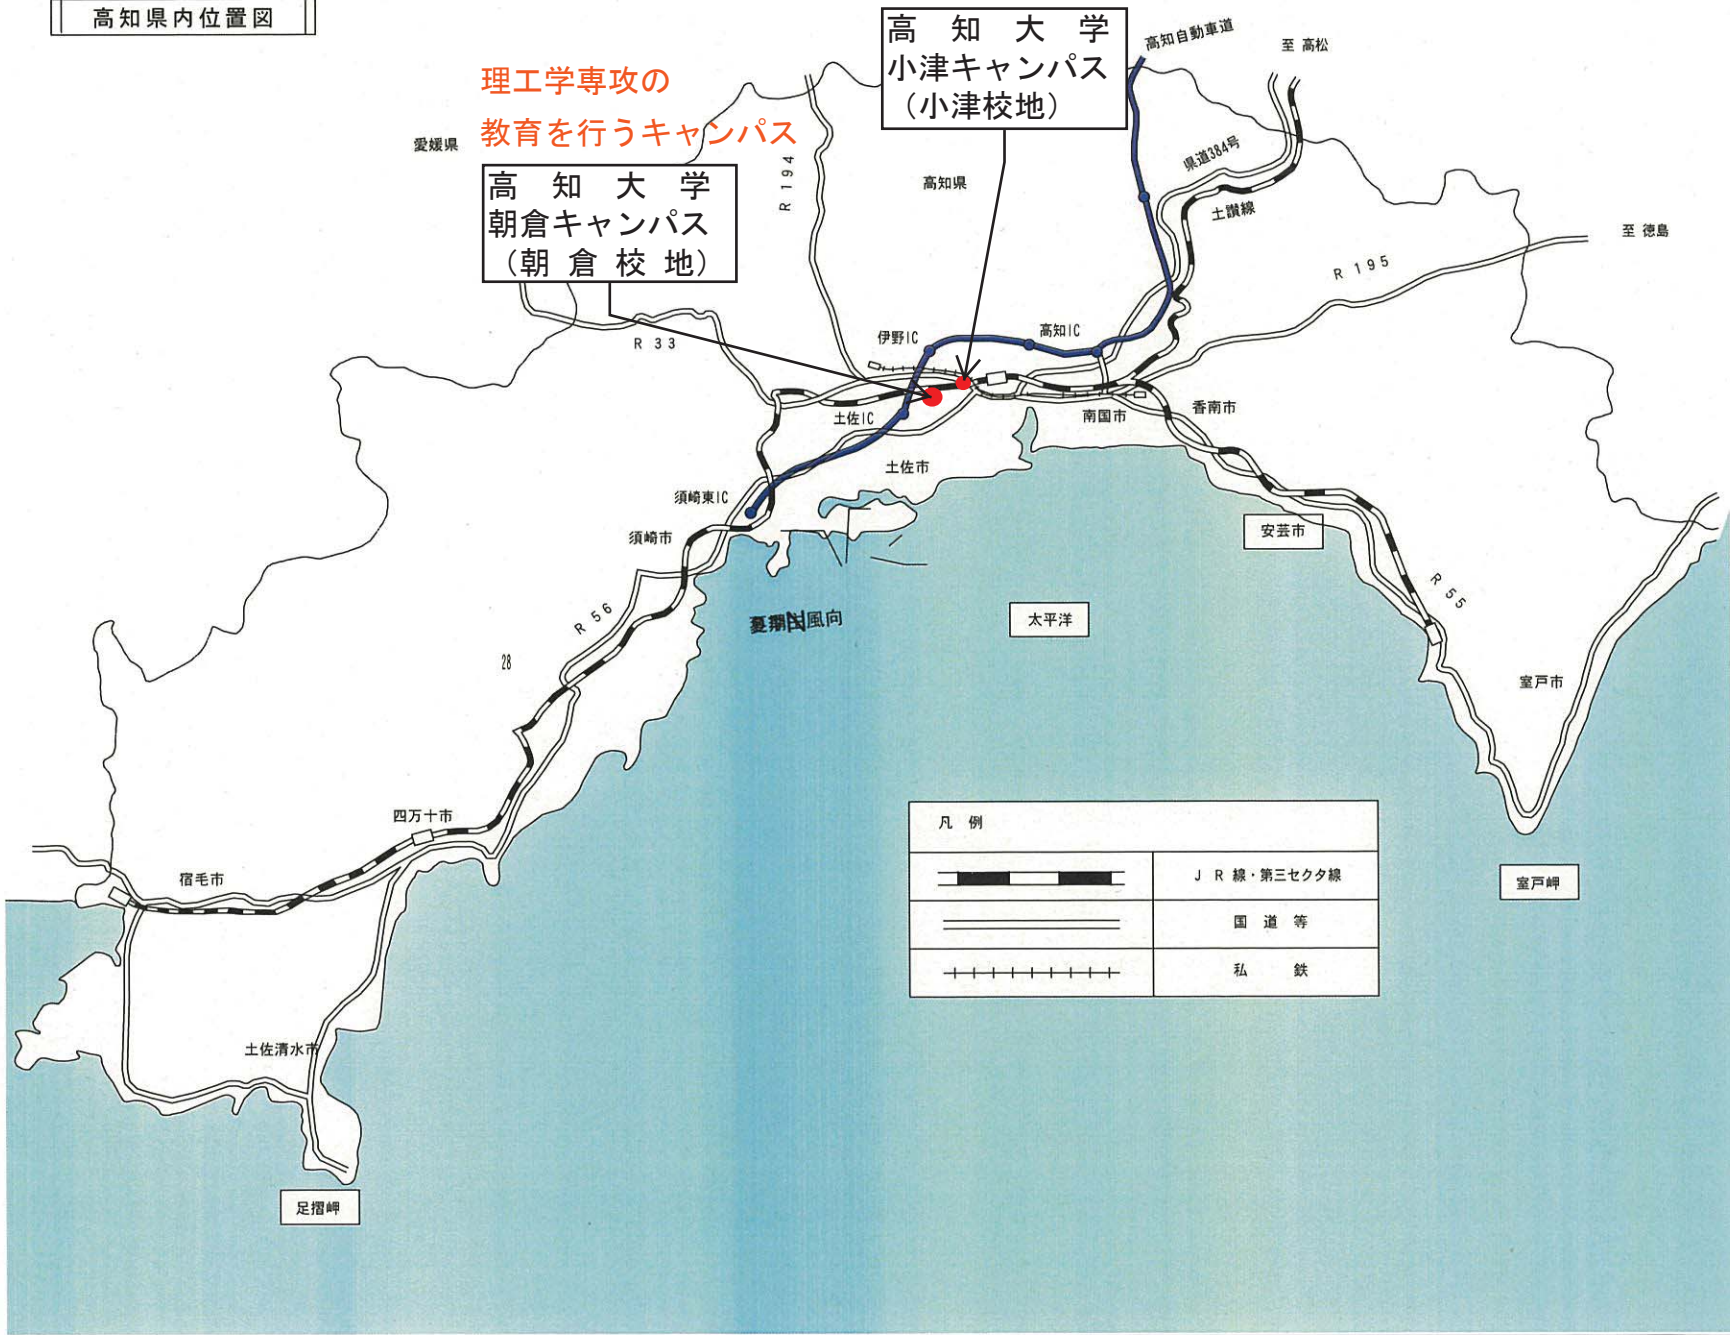 高知県内位置図
高知大学
小津キャンパス
（小津校地）
高知自動車道
至 高松
理工学専攻の
教育を行うキャンパス
愛媛県
高知大学
朝倉キャンパス
（朝倉校地）
R 194
高知県
県道384号
土讃線
至 徳島
R 195
R 33
伊野IC
高知IC
土佐IC
南国市
香南市
土佐市
須崎東IC
須崎市
安芸市
R 56
R 55
風向
太平洋
28
室戸市
四万十市
宿毛市
凡 例
J R 線・第三セクタ線
国 道 等
私 鉄
室戸岬
土佐清水市
足摺岬